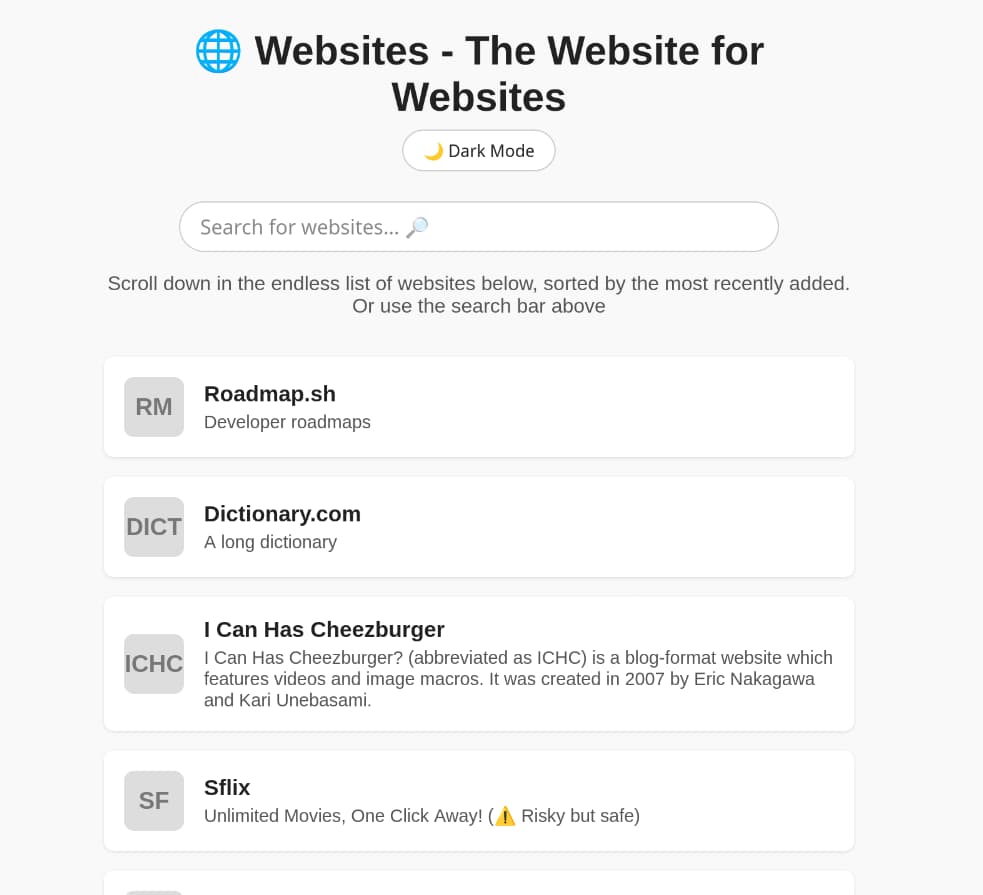 🌐 Websites - The Website for
Websites
🌙 Dark Mode
Search for websites... 🔎
Scroll down in the endless list of websites below, sorted by the most recently added.
Or use the search bar above
RM
Roadmap.sh
Developer roadmaps
DICT
Dictionary.com
A long dictionary
ICHC
I Can Has Cheezburger
I Can Has Cheezburger? (abbreviated as ICHC) is a blog-format website which
features videos and image macros. It was created in 2007 by Eric Nakagawa
and Kari Unebasami.
SF
Sflix
Unlimited Movies, One Click Away! (⚠️ Risky but safe)